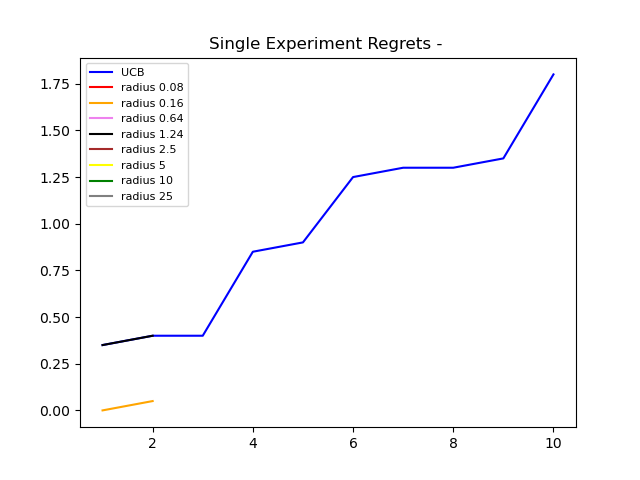 Single Experiment Regrets -
UCB
radius 0.08
radius 0.16
radius 0.64
radius 1.24
radius 2.5
radius 5
radius 10
radius 25
1.75
1.50
1.25
1.00
0.75
0.50
0.25
0.00
2 4 6 8 10